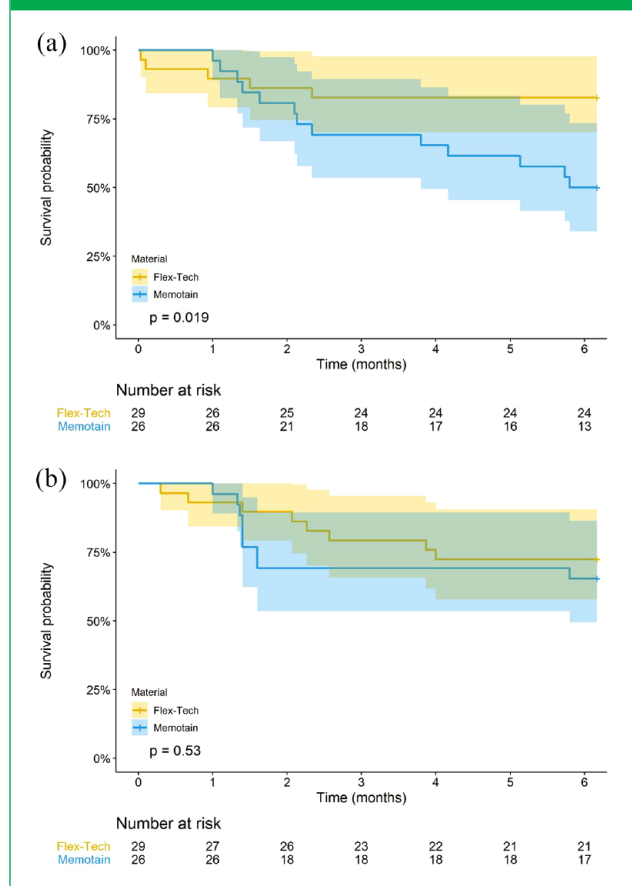 (a)
100%
75%
50%
25%
0%
Survival probability
Material
Flex-Tech
Memotain
p = 0.019
0 1 2 3 4 5 6
Time (months)
Number at risk
Flex-Tech 29 26 25 24 24 24 24
Memotain 26 26 21 18 17 16 13
(b)
100%
75%
50%
25%
0%
Survival probability
Material
Flex-Tech
Memotain
p = 0.53
0 1 2 3 4 5 6
Time (months)
Number at risk
Flex-Tech 29 27 26 23 22 21 21
Memotain 26 26 18 18 18 18 17